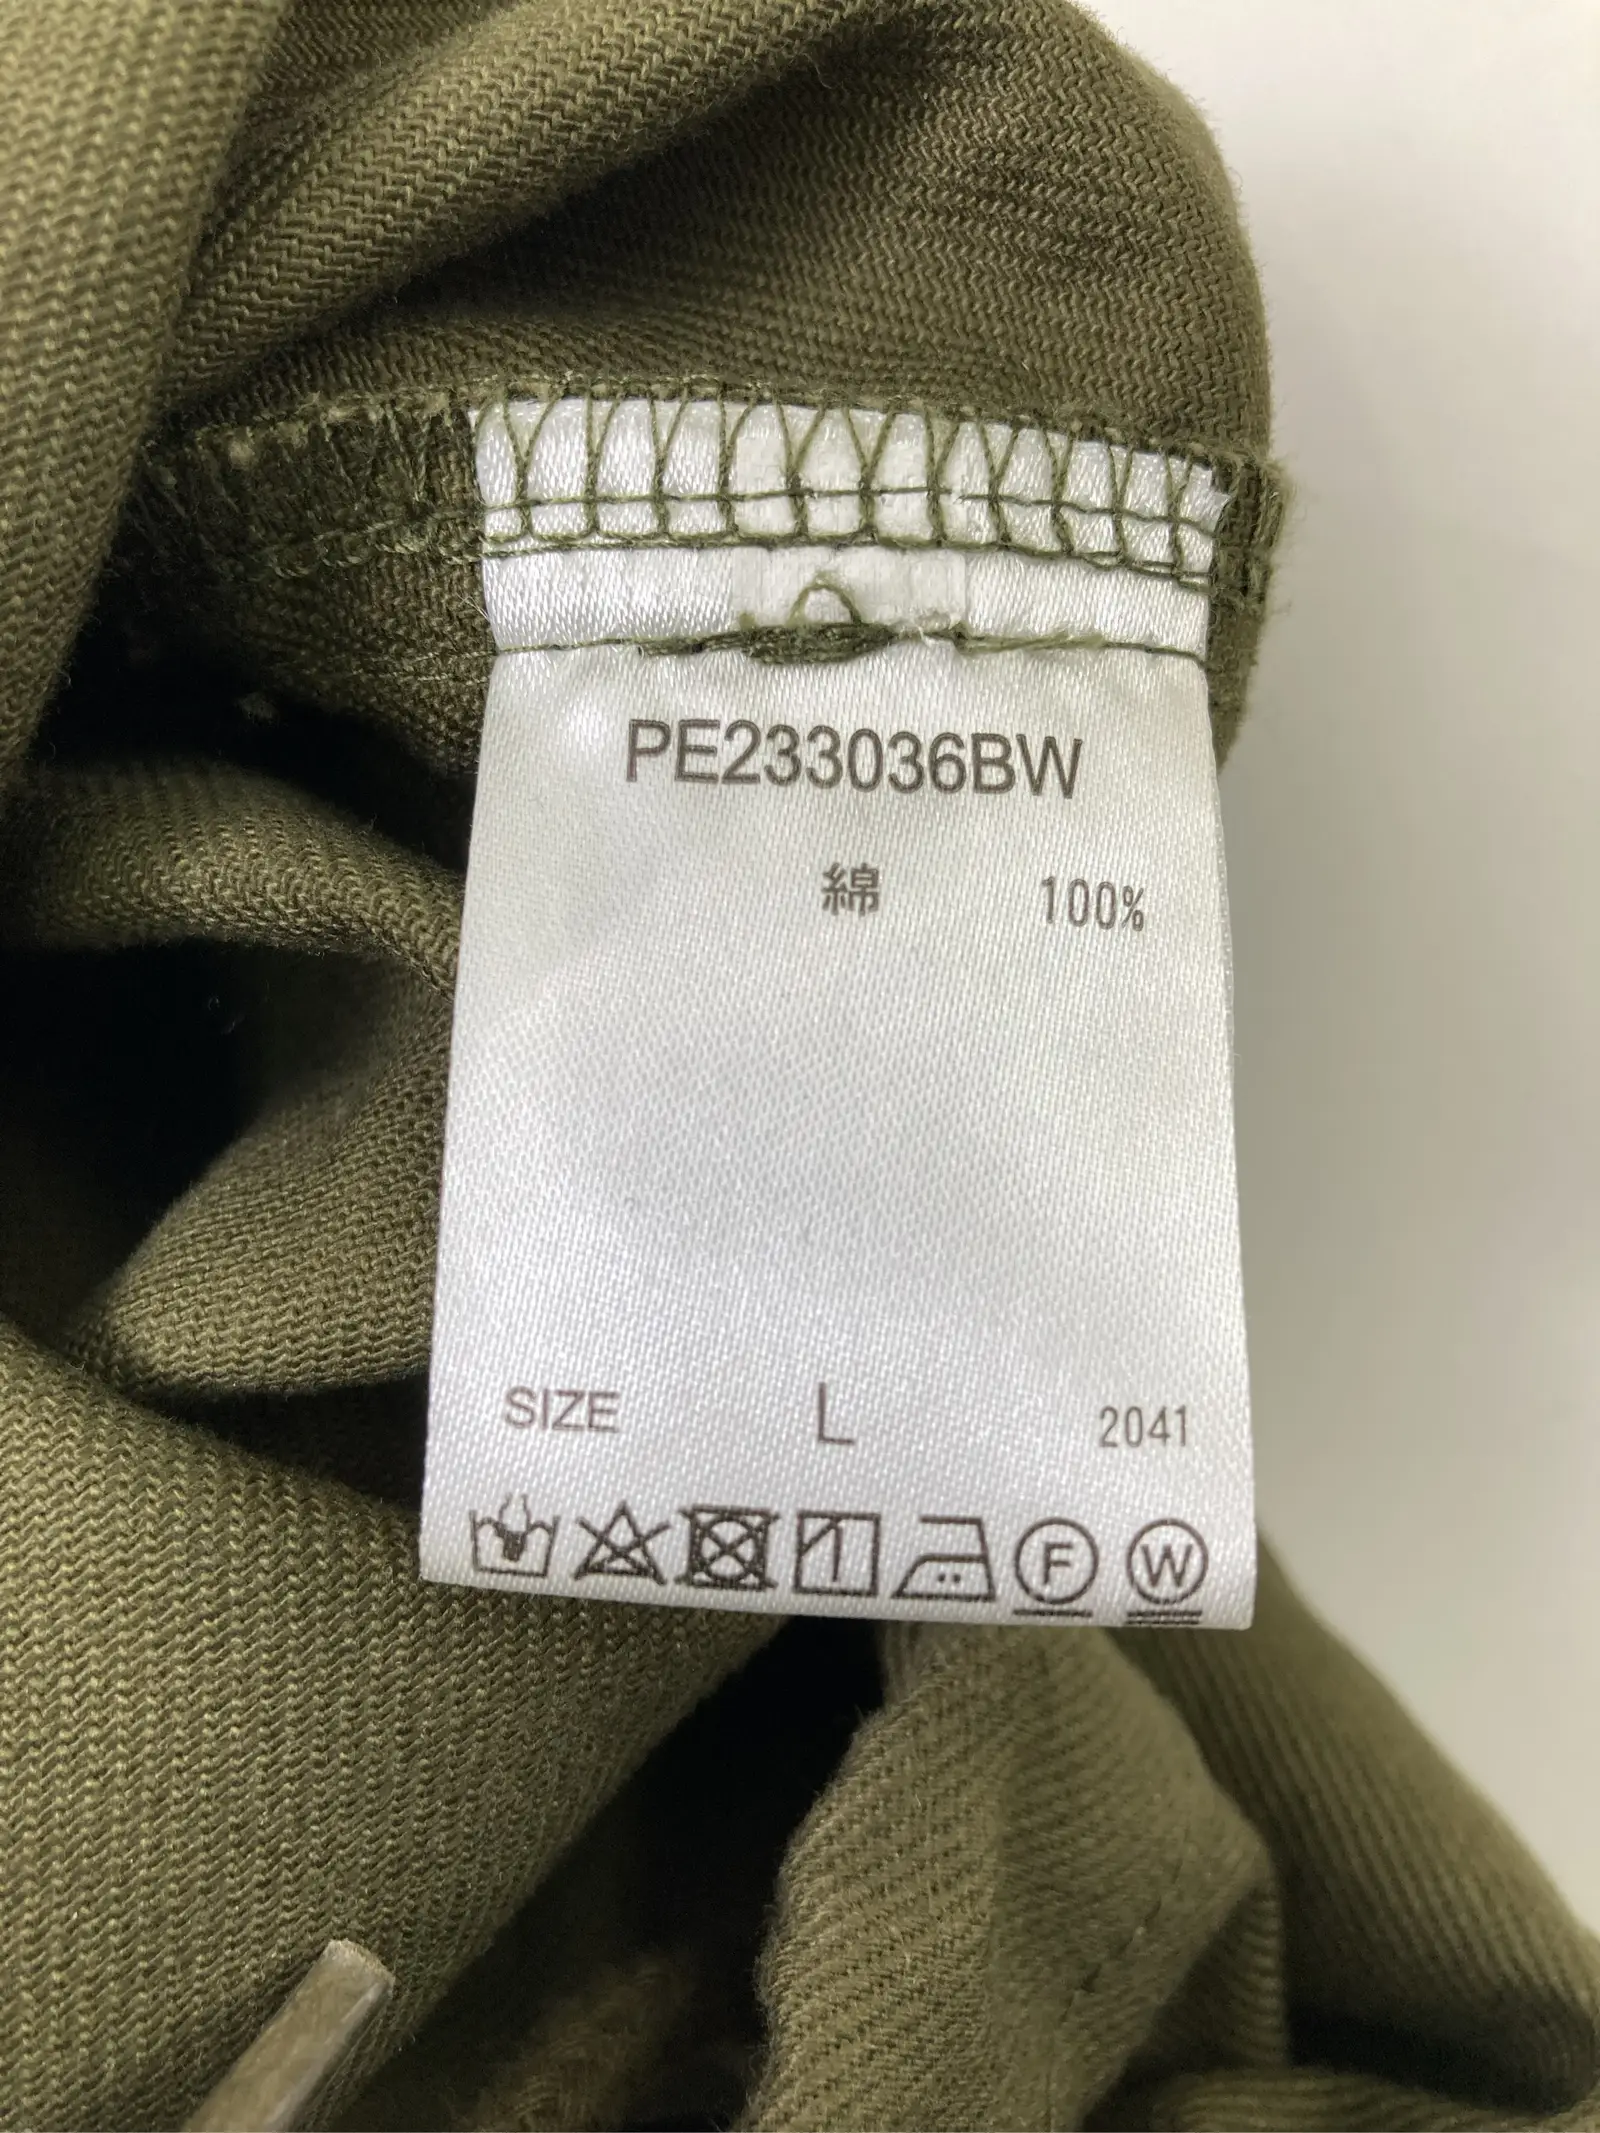 PE233036BW
綿 100%
SIZE L 2041
F W